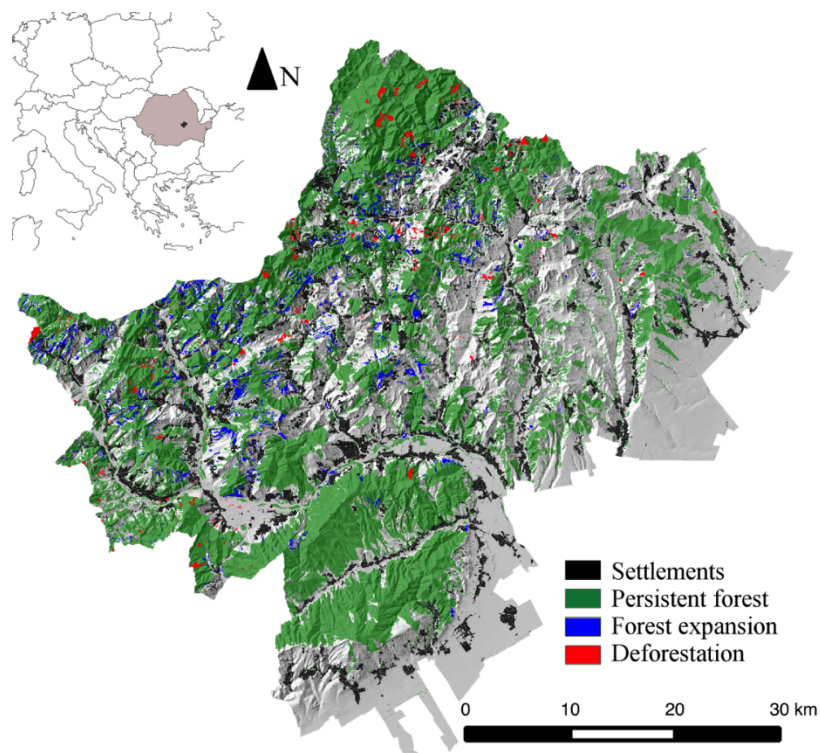 N
Settlements
Persistent forest
Forest expansion
Deforestation
0 10 20 30 km